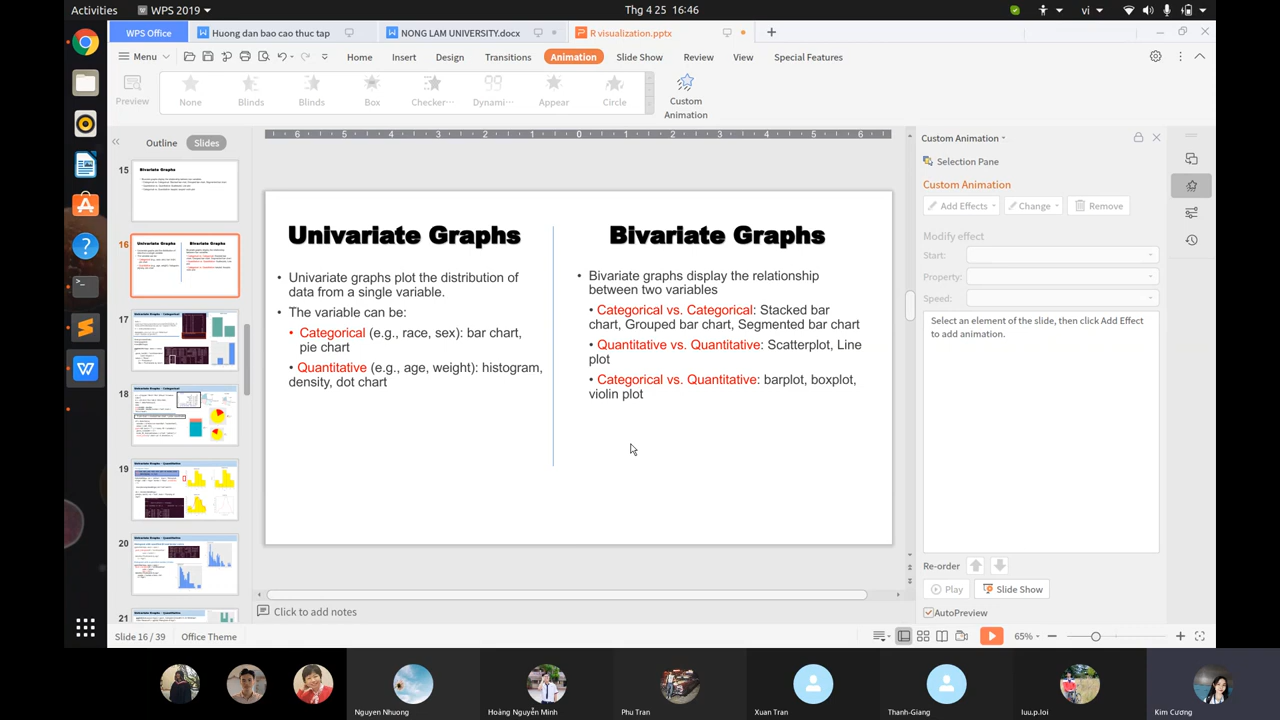 Activities
WPS 2019
Thg 4 25 16:46
vi
WPS Office
Huong dan bao cao thuc tap
NONG LAM UNIVERSITY.docx
R visualization.pptx
Menu
Home
Insert
Design
Transitions
Animation
Slide Show
Review
View
Special Features
Preview
None
Blinds
Blinds
Box
Checker···
Dynami···
Appear
Circle
Custom
Animation
Outline
Slides
15
Bivariate Graphs
16
Univariate Graphs
Bivariate Graphs
17
18
19
20
21
Univariate Graphs
• Univariate graphs plot the distribution of
data from a single variable.
• The variable can be:
• Categorical (e.g., race, sex): bar chart,
pie chart
• Quantitative (e.g., age, weight): histogram,
density, dot chart
Bivariate Graphs
• Bivariate graphs display the relationship
between two variables
• Categorical vs. Categorical: Stacked bar
chart, Grouped bar chart, Segmented bar chart
• Quantitative vs. Quantitative: Scatterplot, Line
plot
• Categorical vs. Quantitative: barplot, boxplot,
violin plot
Custom Animation
Selection Pane
Custom Animation
Add Effects
Change
Remove
Modify effect
Start:
Property:
Speed:
Select an element of the slide, then click Add Effect
to add animation.
Re-order
Play
Slide Show
AutoPreview
Click to add notes
Slide 16 / 39
Office Theme
65%
Nguyen Nhuong
Hoàng Nguyễn Minh
Phu Tran
Xuan Tran
Thanh-Giang
luu.p.loi
Kim Cương